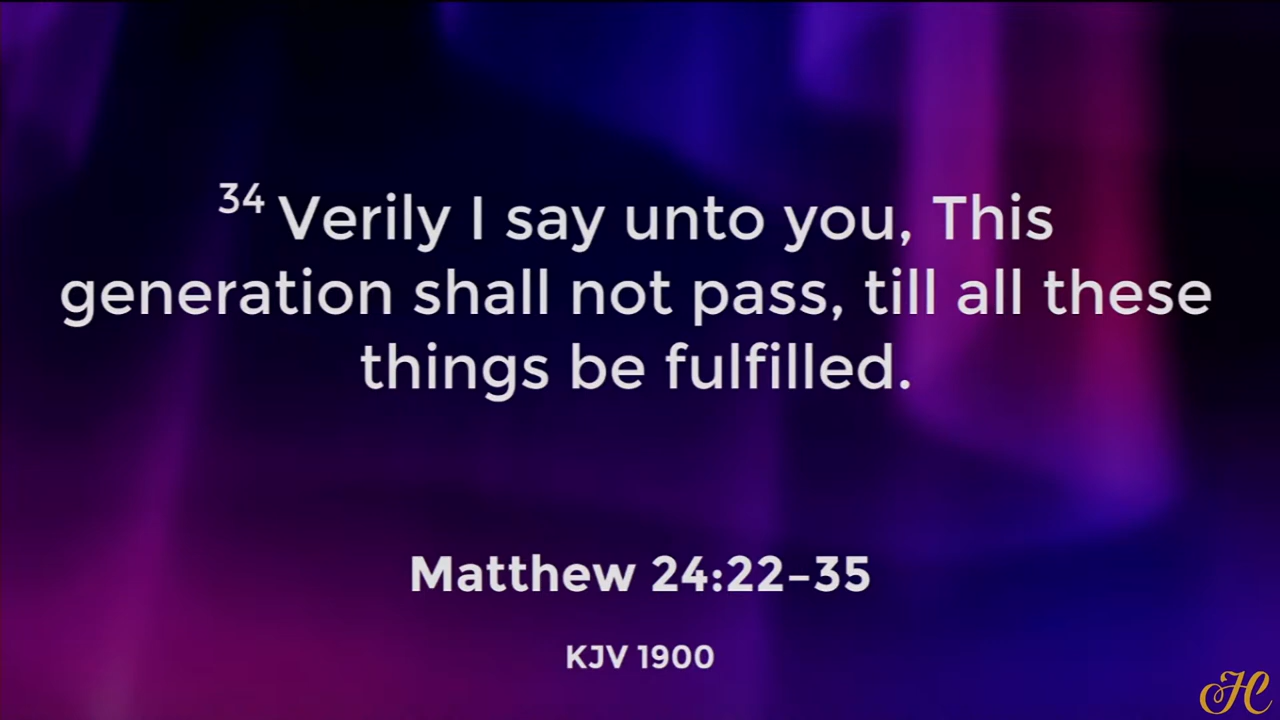 34 Verily I say unto you, This
generation shall not pass, till all these
things be fulfilled.
Matthew 24:22–35
KJV 1900
HC